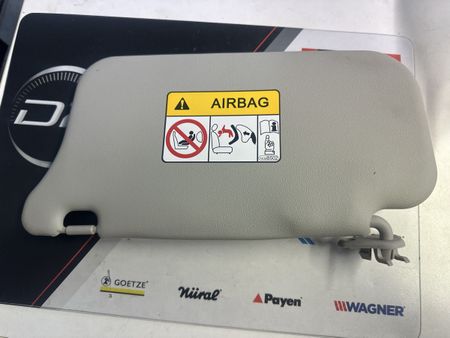 AIRBAG
GOETZE
Nüral
Payen
WAGNER